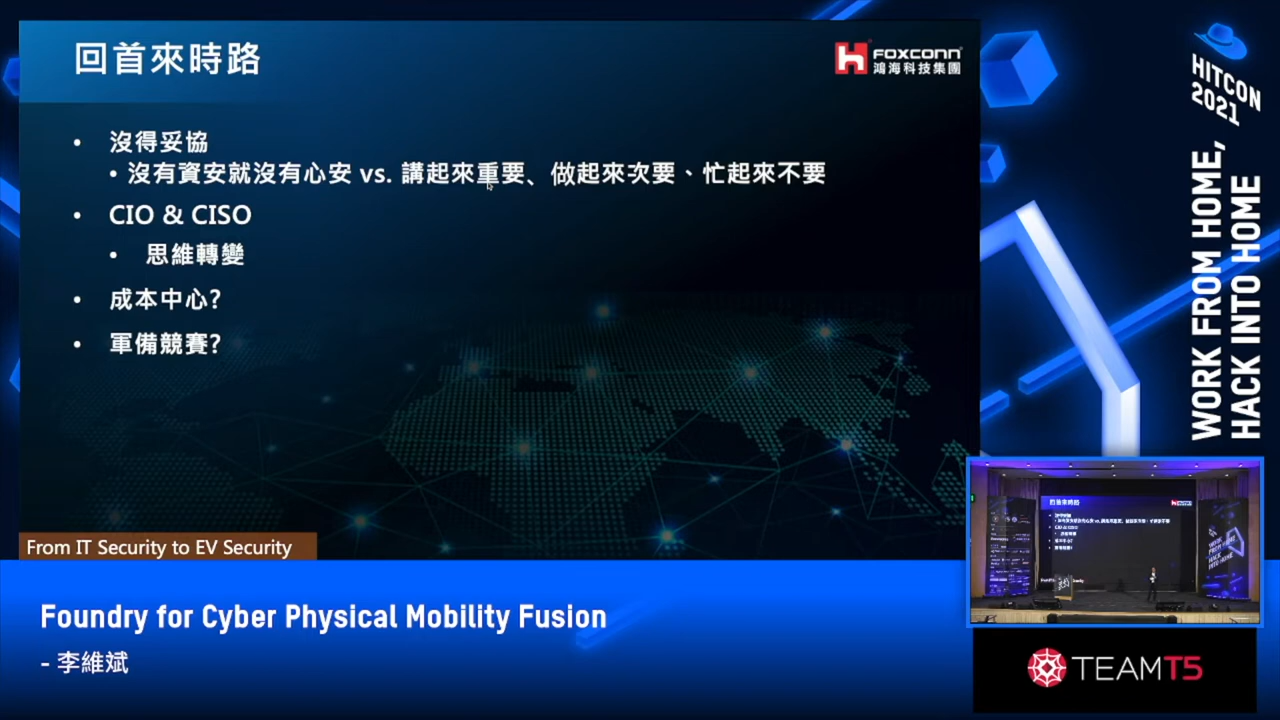 回首來時路
FOXCONN
鴻海科技集團
• 沒得妥協
• 沒有資安就沒有心安 vs. 講起來重要、做起來次要、忙起來不要
• CIO & CISO
• 思維轉變
• 成本中心?
• 軍備競賽?
From IT Security to EV Security
HITCON
2021
WORK FROM HOME,
HACK INTO HOME
Foundry for Cyber Physical Mobility Fusion
- 李維斌
TEAMT5